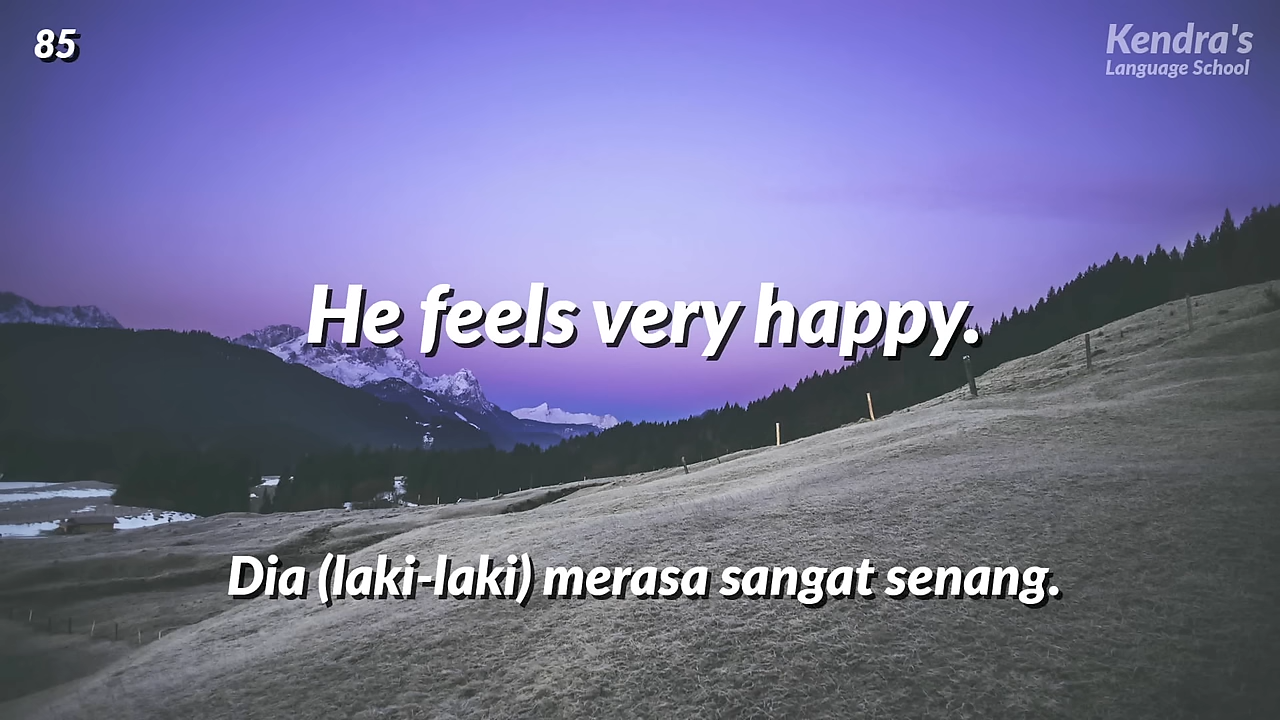 85
Kendra's
Language School
He feels very happy.
Dia (laki-laki) merasa sangat senang.